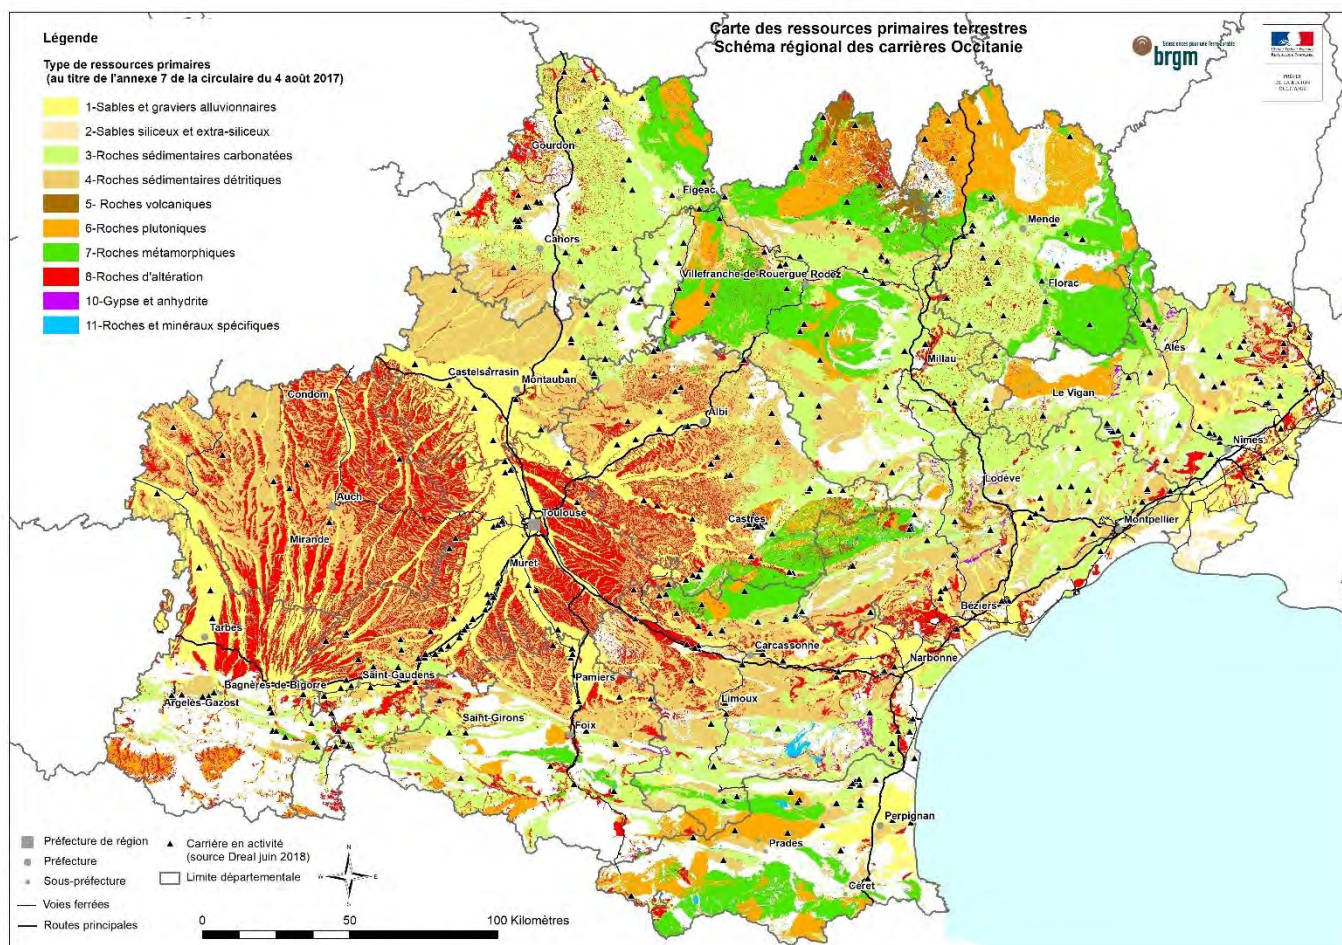 Carte des ressources primaires terrestres
Schéma régional des carrières Occitanie
brgm
Légende
Type de ressources primaires
(au titre de l'annexe 7 de la circulaire du 4 août 2017)
1-Sables et graviers alluvionnaires
2-Sables siliceux et extra-siliceux
3-Roches sédimentaires carbonatées
4-Roches sédimentaires détritiques
5- Roches volcaniques
6-Roches plutoniques
7-Roches métamorphiques
8-Roches d'altération
10-Gypse et anhydrite
11-Roches et minéraux spécifiques
Gourdon
Figeac
Mende
Cahors
Villefranche-de-Rouergue
Rodez
Florac
Alès
Millau
Castelsarrasin
Montauban
Condom
Le Vigan
Albi
Nîmes
Lodève
Auch
Toulouse
Castres
Montpellier
Mirande
Muret
Béziers
Tarbes
Carcassonne
Narbonne
Saint-Gaudens
Pamiers
Bagnères-de-Bigorre
Limoux
Argelès-Gazost
Saint-Girons
Foix
Perpignan
Prades
Céret
Préfecture de région
Préfecture
Sous-préfecture
Voies ferrées
Routes principales
Carrière en activité
(source Dreal juin 2018)
Limite départementale
N
W
E
S
0
50
100 Kilomètres